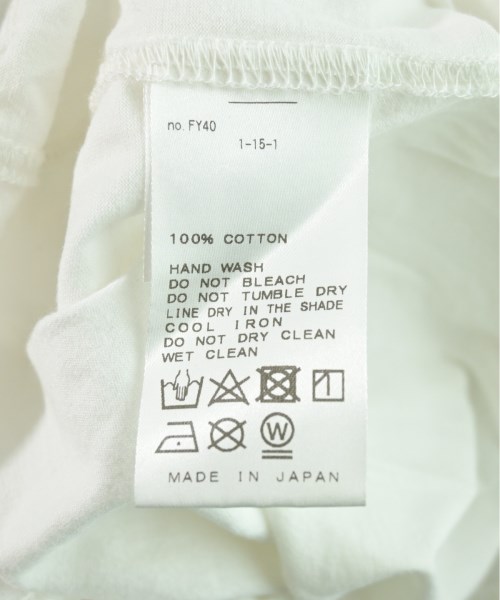 no. FY40
1-15-1
100% COTTON
HAND WASH
DO NOT BLEACH
DO NOT TUMBLE DRY
LINE DRY IN THE SHADE
COOL IRON
DO NOT DRY CLEAN
WET CLEAN
W
MADE IN JAPAN